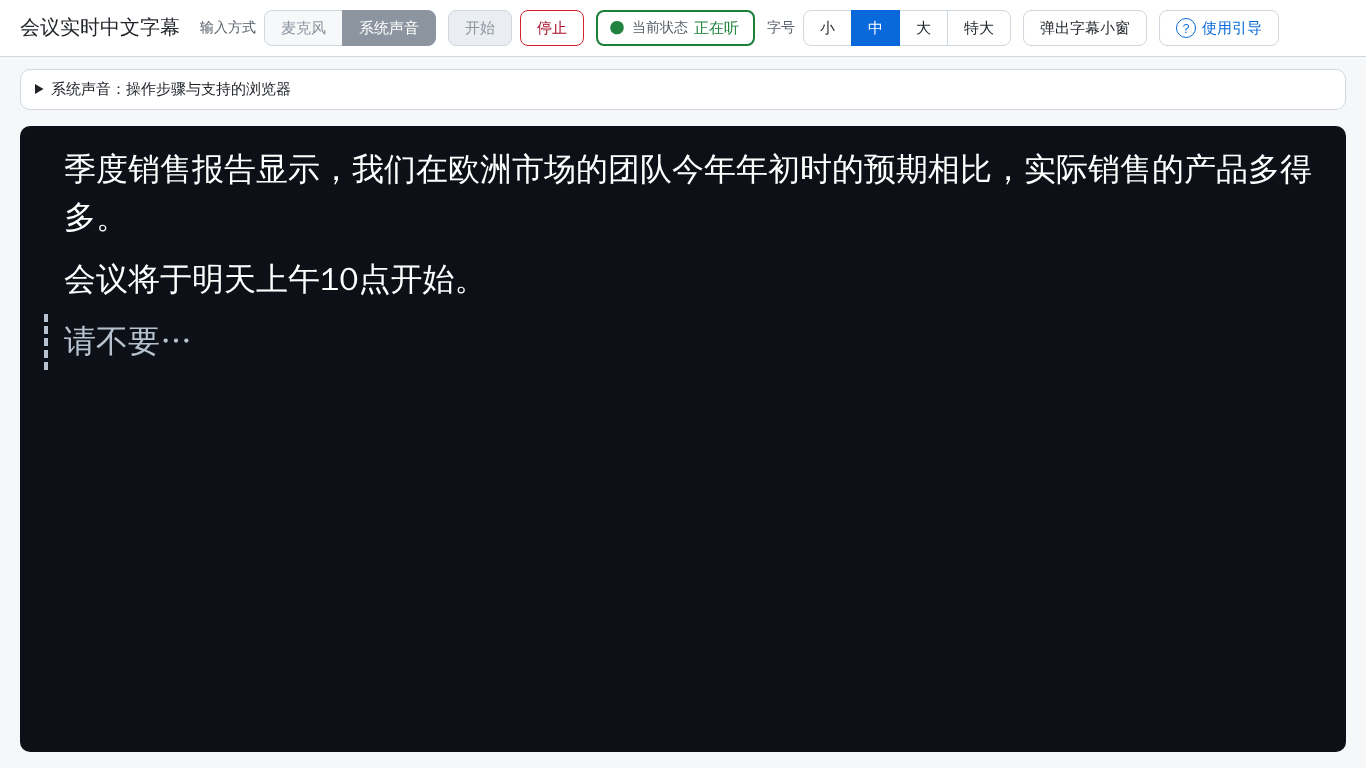 会议实时中文字幕 输入方式 麦克风 系统声音 开始 停止 当前状态 正在听 字号 小 中 大 特大 弹出字幕小窗 ? 使用引导
系统声音：操作步骤与支持的浏览器
季度销售报告显示，我们在欧洲市场的团队今年年初时的预期相比，实际销售的产品多得
多。
会议将于明天上午10点开始。
请不要…